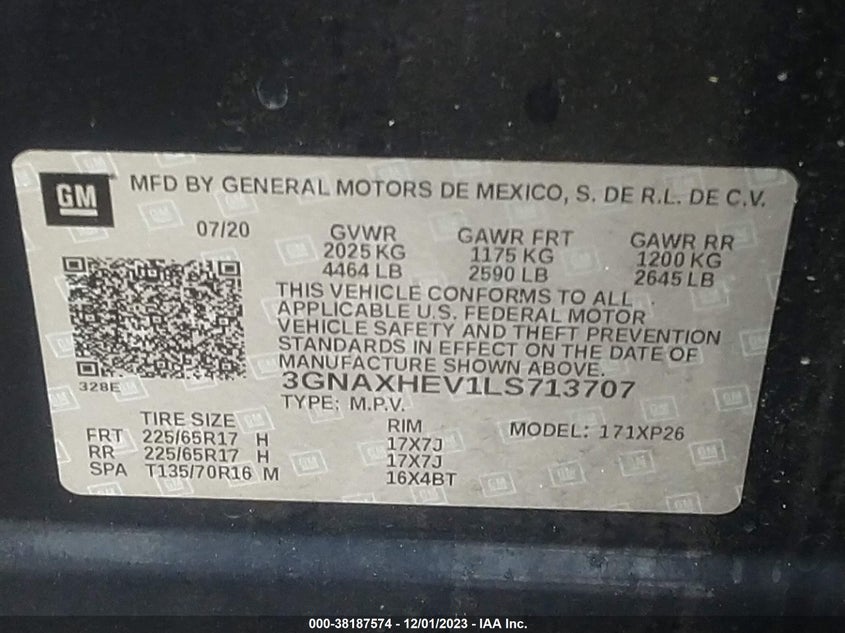 GM MFD BY GENERAL MOTORS DE MEXICO, S. DE R.L. DE C.V.
07/20 GVWR GAWR FRT GAWR RR
2025 KG 1175 KG 1200 KG
4464 LB 2590 LB 2645 LB
THIS VEHICLE CONFORMS TO ALL
APPLICABLE U.S. FEDERAL MOTOR
VEHICLE SAFETY AND THEFT PREVENTION
STANDARDS IN EFFECT ON THE DATE OF
MANUFACTURE SHOWN ABOVE.
328E 3GNAXHEV1LS713707
TYPE: M.P.V.
TIRE SIZE RIM MODEL: 171XP26
FRT 225/65R17 H 17X7J
RR 225/65R17 H 17X7J
SPA T135/70R16 M 16X4BT
000-38187574 - 12/01/2023 - IAA Inc.